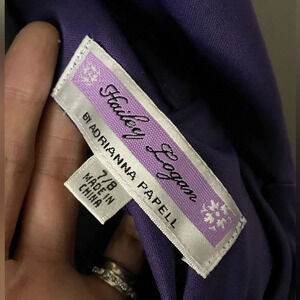 Hailey Logan
BY ADRIANNA PAPELL
7/8
MADE IN
CHINA